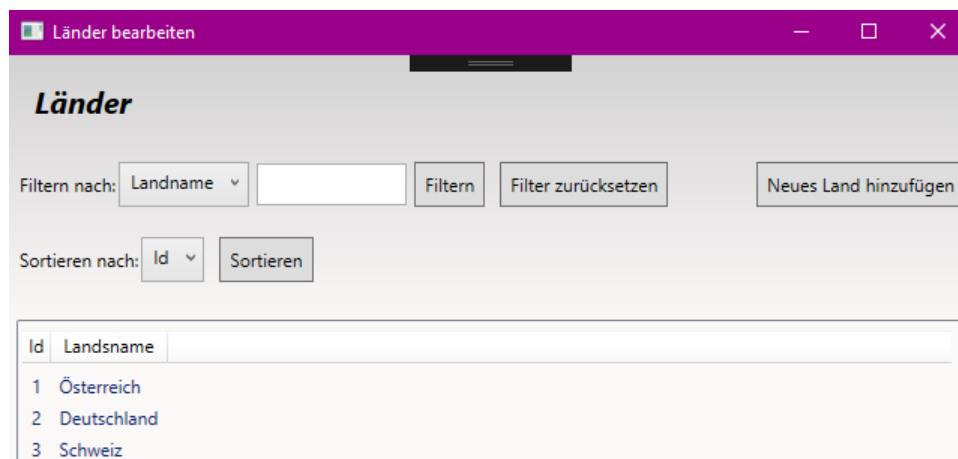 Länder bearbeiten
Länder
Filtern nach: Landname Filtern Filter zurücksetzen Neues Land hinzufügen
Sortieren nach: Id Sortieren
Id Landsname
1 Österreich
2 Deutschland
3 Schweiz